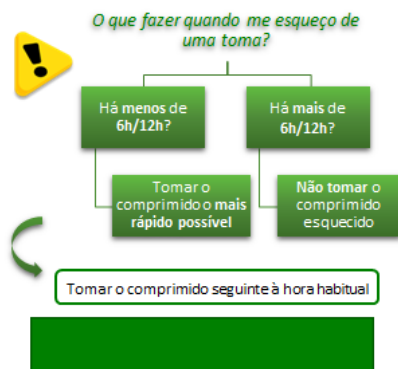 O que fazer quando me esqueço de
uma toma?
Há menos de
6h/12h?
Há mais de
6h/12h?
Tomar o
comprimido o mais
rápido possível
Não tomar o
comprimido
esquecido
Tomar o comprimido seguinte à hora habitual